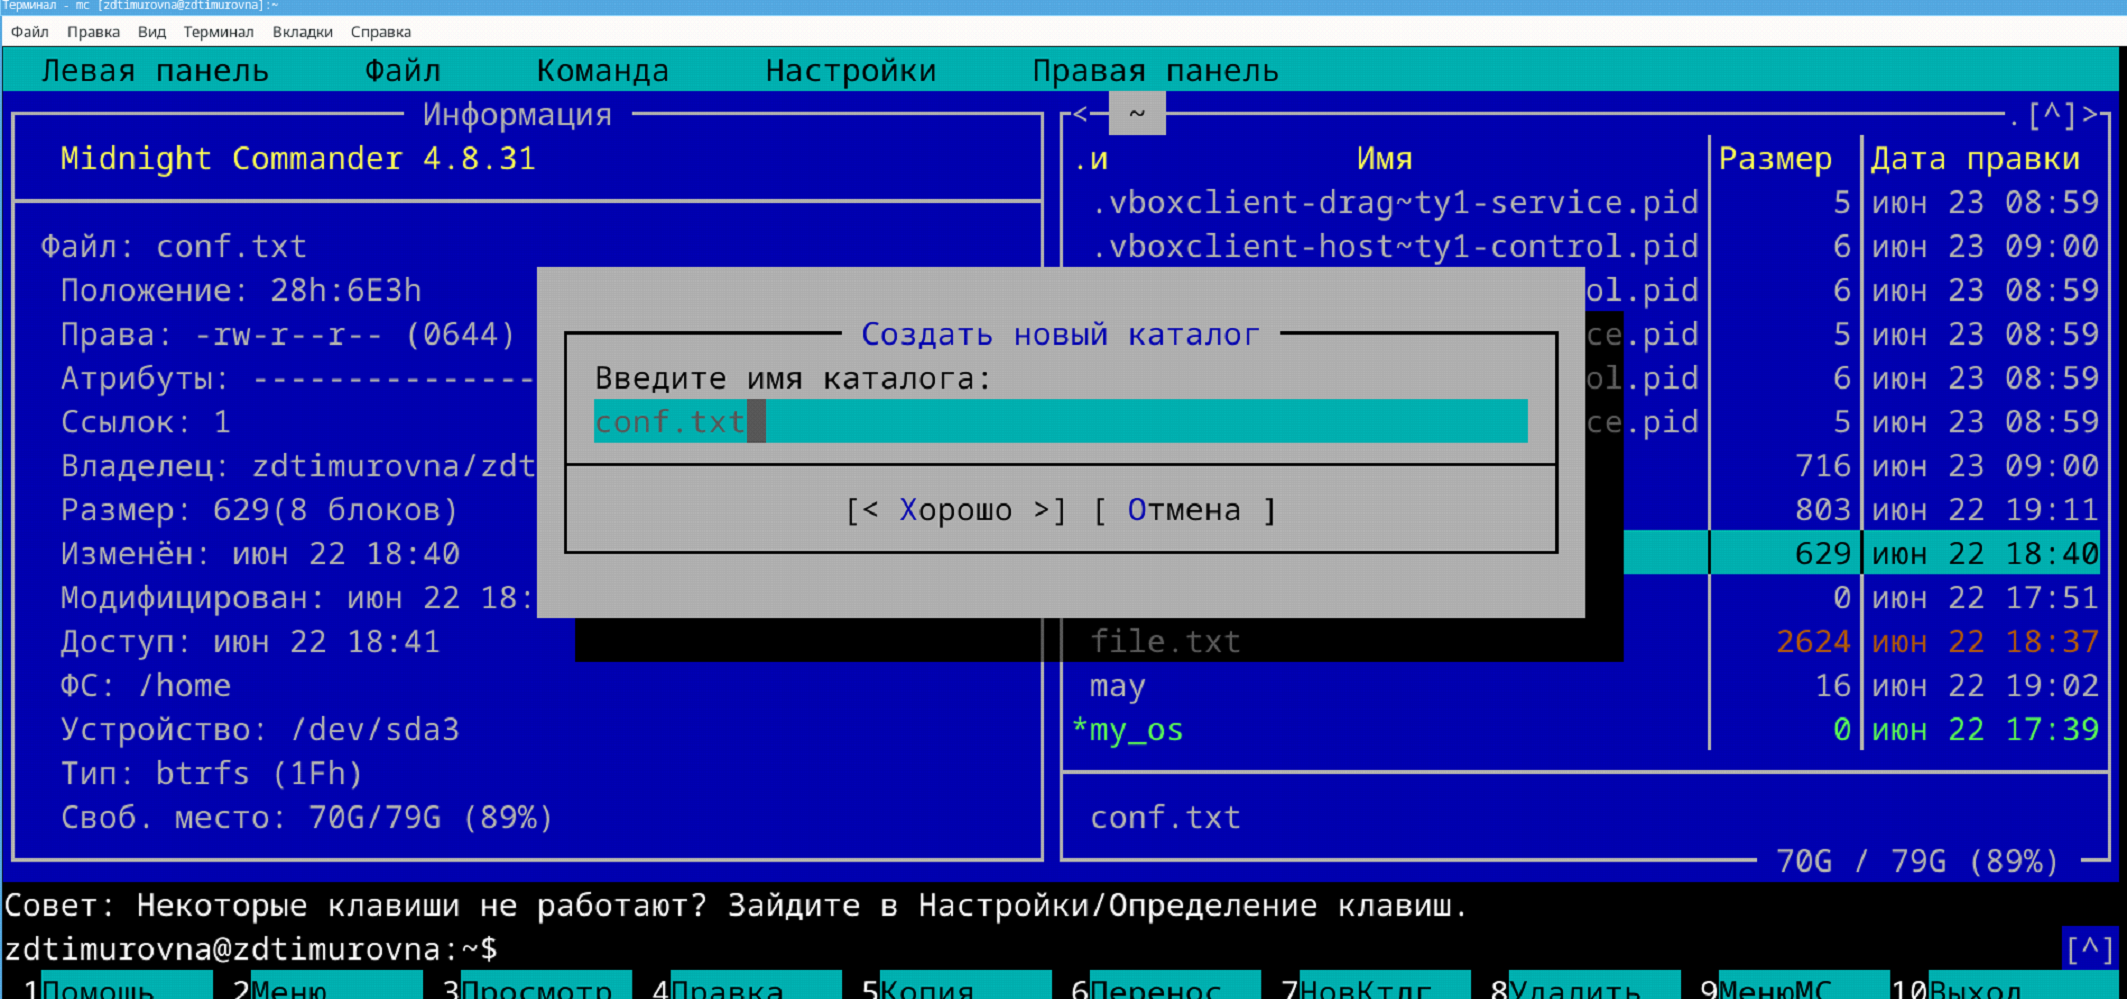 Терминал - mc [zdtimurovna@zdtimurovna]:~
Файл Правка Вид Терминал Вкладки Справка
Левая панель Файл Команда Настройки Правая панель
Информация
Midnight Commander 4.8.31
Файл: conf.txt
Положение: 28h:6E3h
Права: -rw-r--r-- (0644)
Атрибуты: ---------------
Ссылок: 1
Владелец: zdtimurovna/zdt
Размер: 629(8 блоков)
Изменён: июн 22 18:40
Модифицирован: июн 22 18:
Доступ: июн 22 18:41
ФС: /home
Устройство: /dev/sda3
Тип: btrfs (1Fh)
Своб. место: 70G/79G (89%)
<- ~ .[^]>
.и Имя Размер Дата правки
.vboxclient-drag~ty1-service.pid 5 июн 23 08:59
.vboxclient-host~ty1-control.pid 6 июн 23 09:00
ol.pid 6 июн 23 08:59
ce.pid 5 июн 23 08:59
ol.pid 6 июн 23 08:59
ce.pid 5 июн 23 08:59
716 июн 23 09:00
803 июн 22 19:11
629 июн 22 18:40
0 июн 22 17:51
file.txt 2624 июн 22 18:37
may 16 июн 22 19:02
*my_os 0 июн 22 17:39
conf.txt
70G / 79G (89%)
Создать новый каталог
Введите имя каталога:
conf.txt
[< Хорошо >] [ Отмена ]
Совет: Некоторые клавиши не работают? Зайдите в Настройки/Определение клавиш.
zdtimurovna@zdtimurovna:~$ [^]
1Помощь 2Меню 3Просмотр 4Правка 5Копия 6Перенос 7НовКтлг 8Удалить 9МенюМС 10Выход